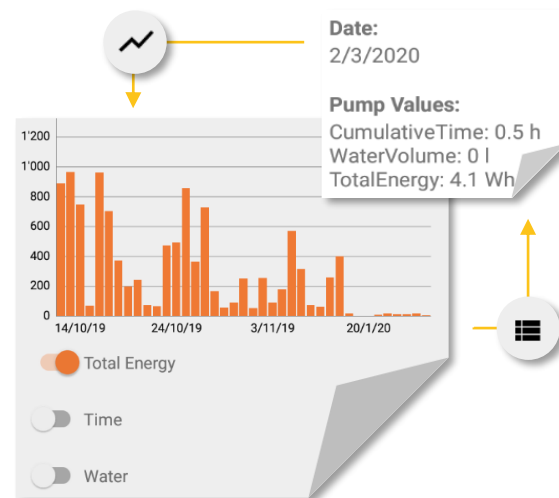 Date:
2/3/2020
Pump Values:
CumulativeTime: 0.5 h
WaterVolume: 0 l
TotalEnergy: 4.1 Wh
1'200
1'000
800
600
400
200
0
14/10/19
24/10/19
3/11/19
20/1/20
Total Energy
Time
Water